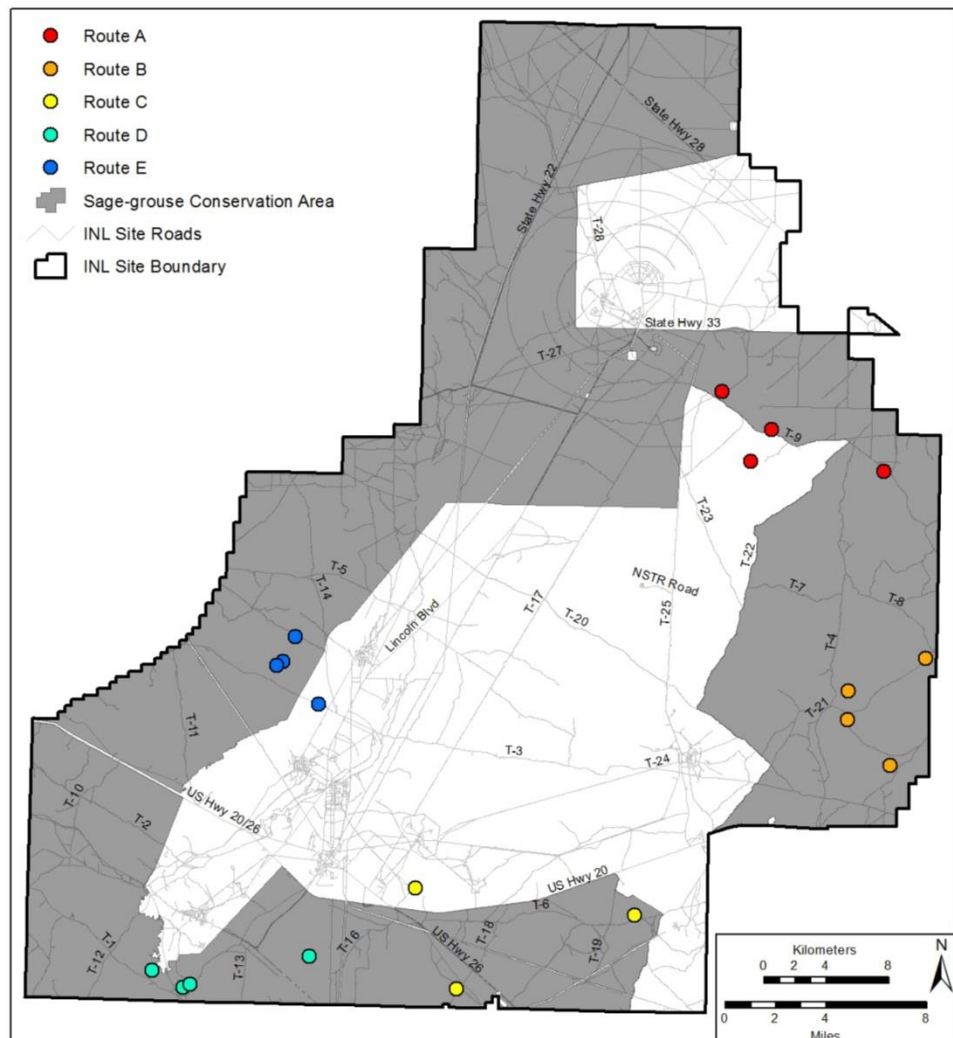 Route A
Route B
Route C
Route D
Route E
Sage-grouse Conservation Area
INL Site Roads
INL Site Boundary
State Hwy 28
State Hwy 22
T-28
State Hwy 33
T-27
T-9
T-23
T-22
NSTR Road
T-5
T-14
T-17
T-20
T-25
T-7
T-8
T-4
Lincoln Blvd
T-11
T-21
T-3
T-24
T-10
T-2
US Hwy 20/26
US Hwy 20
T-6
T-1
T-12
T-13
T-16
T-18
US Hwy 26
T-19
Kilometers
N
0 2 4 8
0 2 4 8
Miles